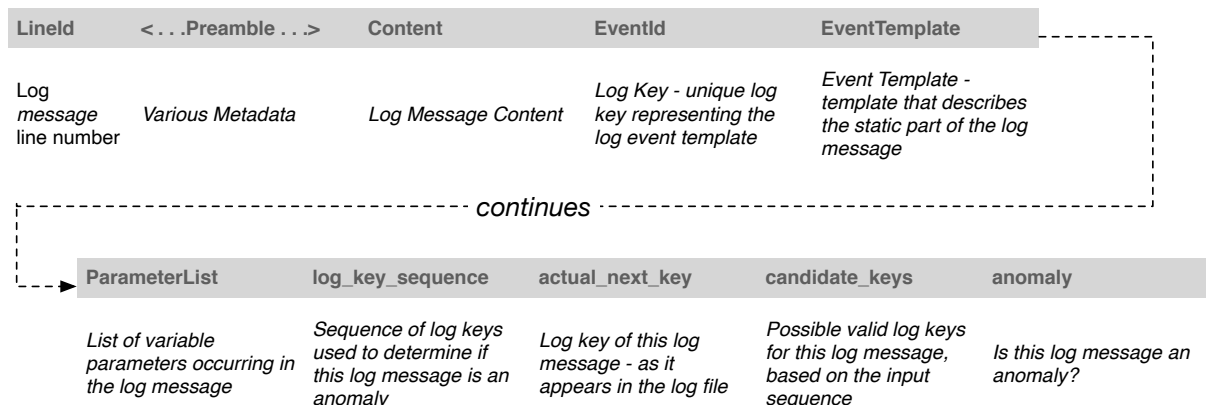 LineId <...Preamble...> Content EventId EventTemplate
Log
message
line number
Various Metadata
Log Message Content
Log Key - unique log
key representing the
log event template
Event Template -
template that describes
the static part of the log
message
continues
ParameterList log_key_sequence actual_next_key candidate_keys anomaly
List of variable
parameters occurring in
the log message
Sequence of log keys
used to determine if
this log message is an
anomaly
Log key of this log
message - as it
appears in the log file
Possible valid log keys
for this log message,
based on the input
sequence
Is this log message an
anomaly?